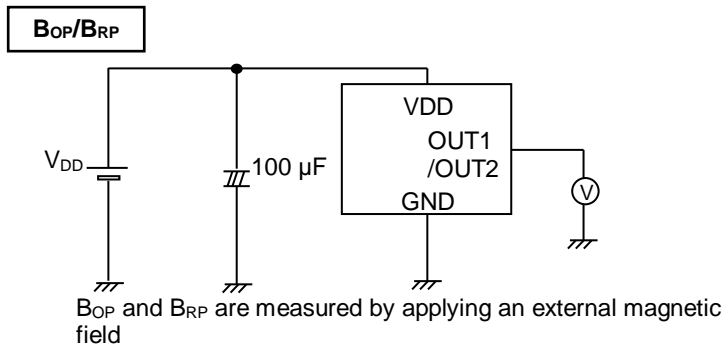 BOP/BRP
VDD
100 µF
VDD
OUT1
/OUT2
GND
V
BOP and BRP are measured by applying an external magnetic
field